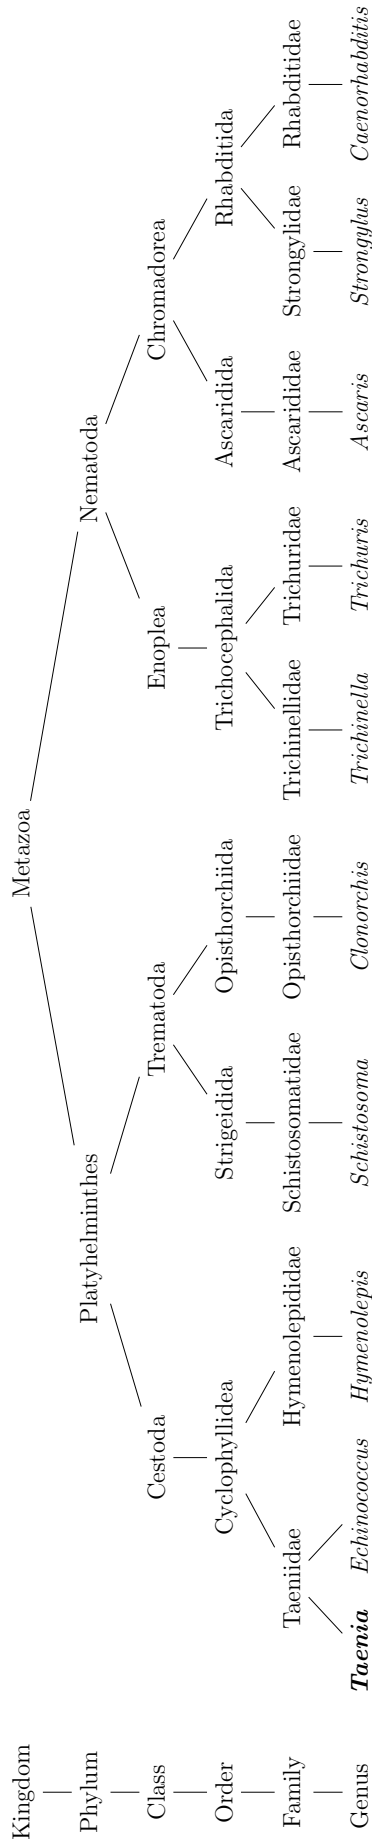 Kingdom
Metazoa
Phylum
Platyhelminthes
Nematoda
Class
Cestoda
Trematoda
Enoplea
Chromadorea
Order
Cyclophyllidea
Strigeidida
Opisthorchiida
Trichocephalida
Ascaridida
Rhabditida
Family
Taeniidae
Hymenolepididae
Schistosomatidae
Opisthorchiidae
Trichinellidae
Trichuridae
Ascarididae
Strongylidae
Rhabditidae
Genus
Taenia
Echinococcus
Hymenolepis
Schistosoma
Clonorchis
Trichinella
Trichuris
Ascaris
Strongylus
Caenorhabditis